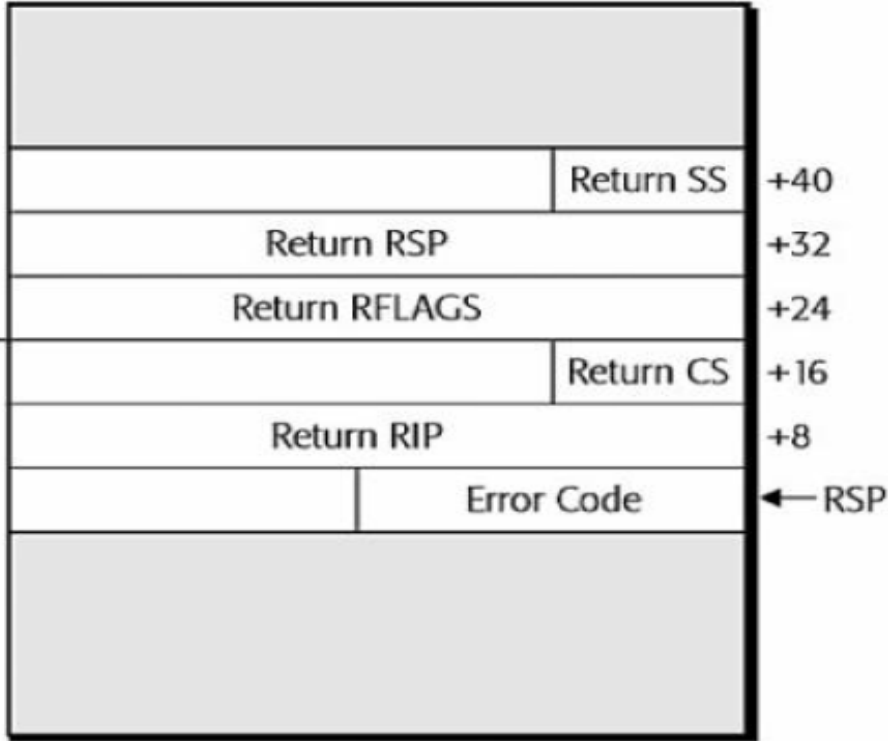 Return SS +40
Return RSP +32
Return RFLAGS +24
Return CS +16
Return RIP +8
Error Code RSP